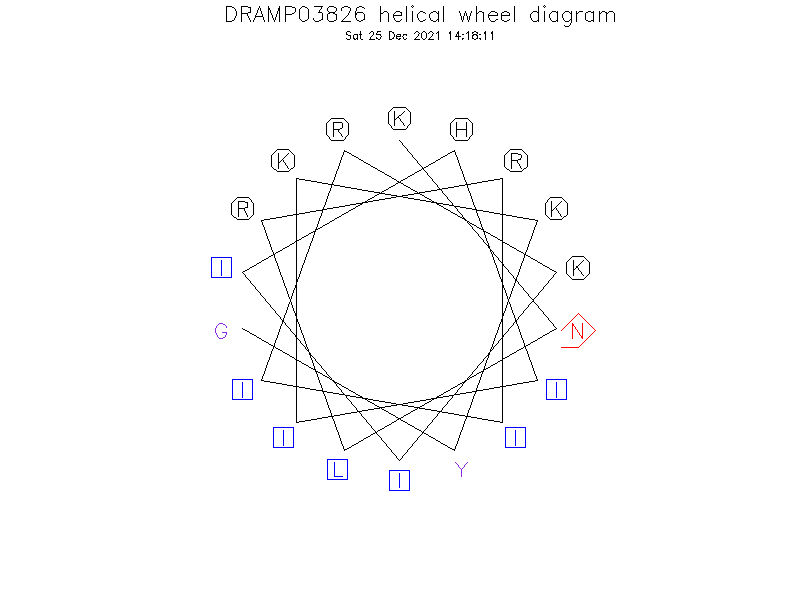 DRAMP03826 helical wheel diagram
Sat 25 Dec 2021 14:18:11
K
R H
K R
R K
I K
G N
I I
I I
L Y
I